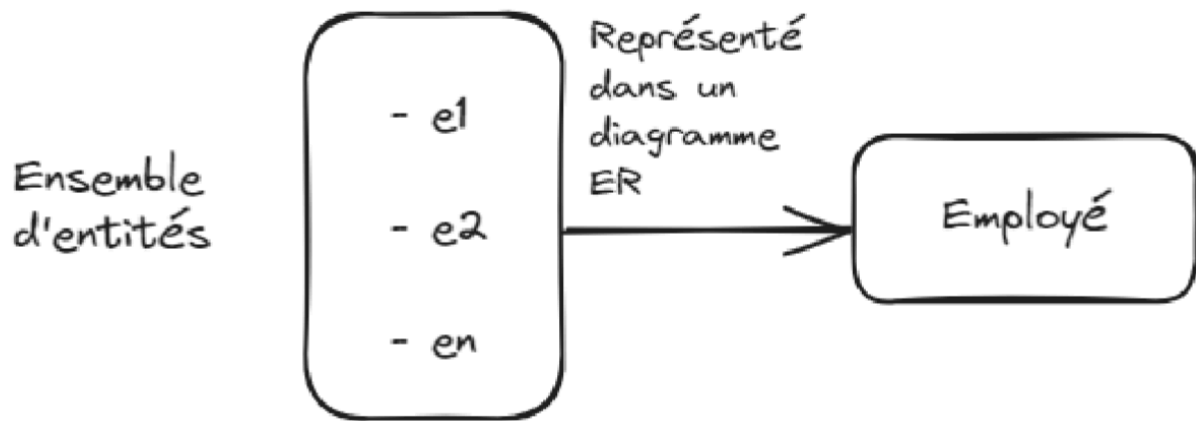 Ensemble
d'entités
- e1
- e2
- en
Représenté
dans un
diagramme
ER
Employé